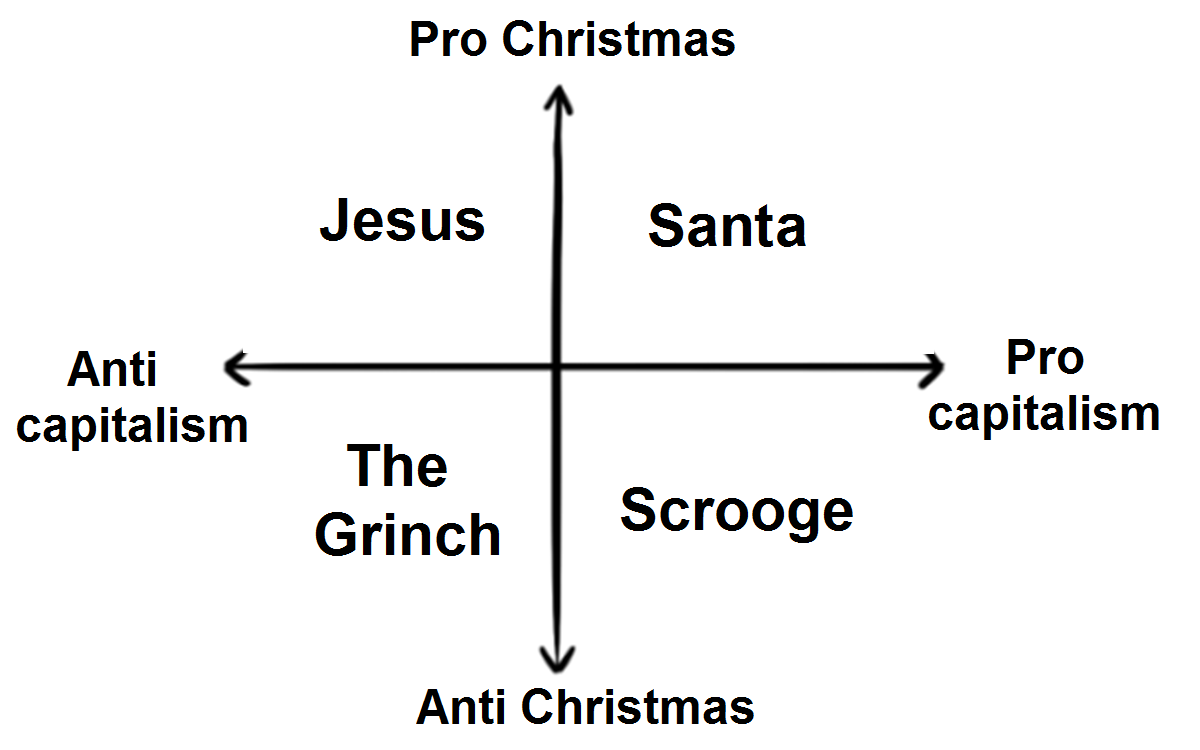 Pro Christmas
Jesus
Santa
Anti
capitalism
Pro
capitalism
The
Grinch
Scrooge
Anti Christmas